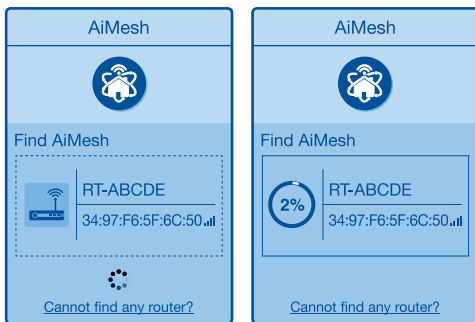 AiMesh
Find AiMesh
RT-ABCDE
34:97:F6:5F:6C:50
Cannot find any router?
AiMesh
Find AiMesh
2%
RT-ABCDE
34:97:F6:5F:6C:50
Cannot find any router?